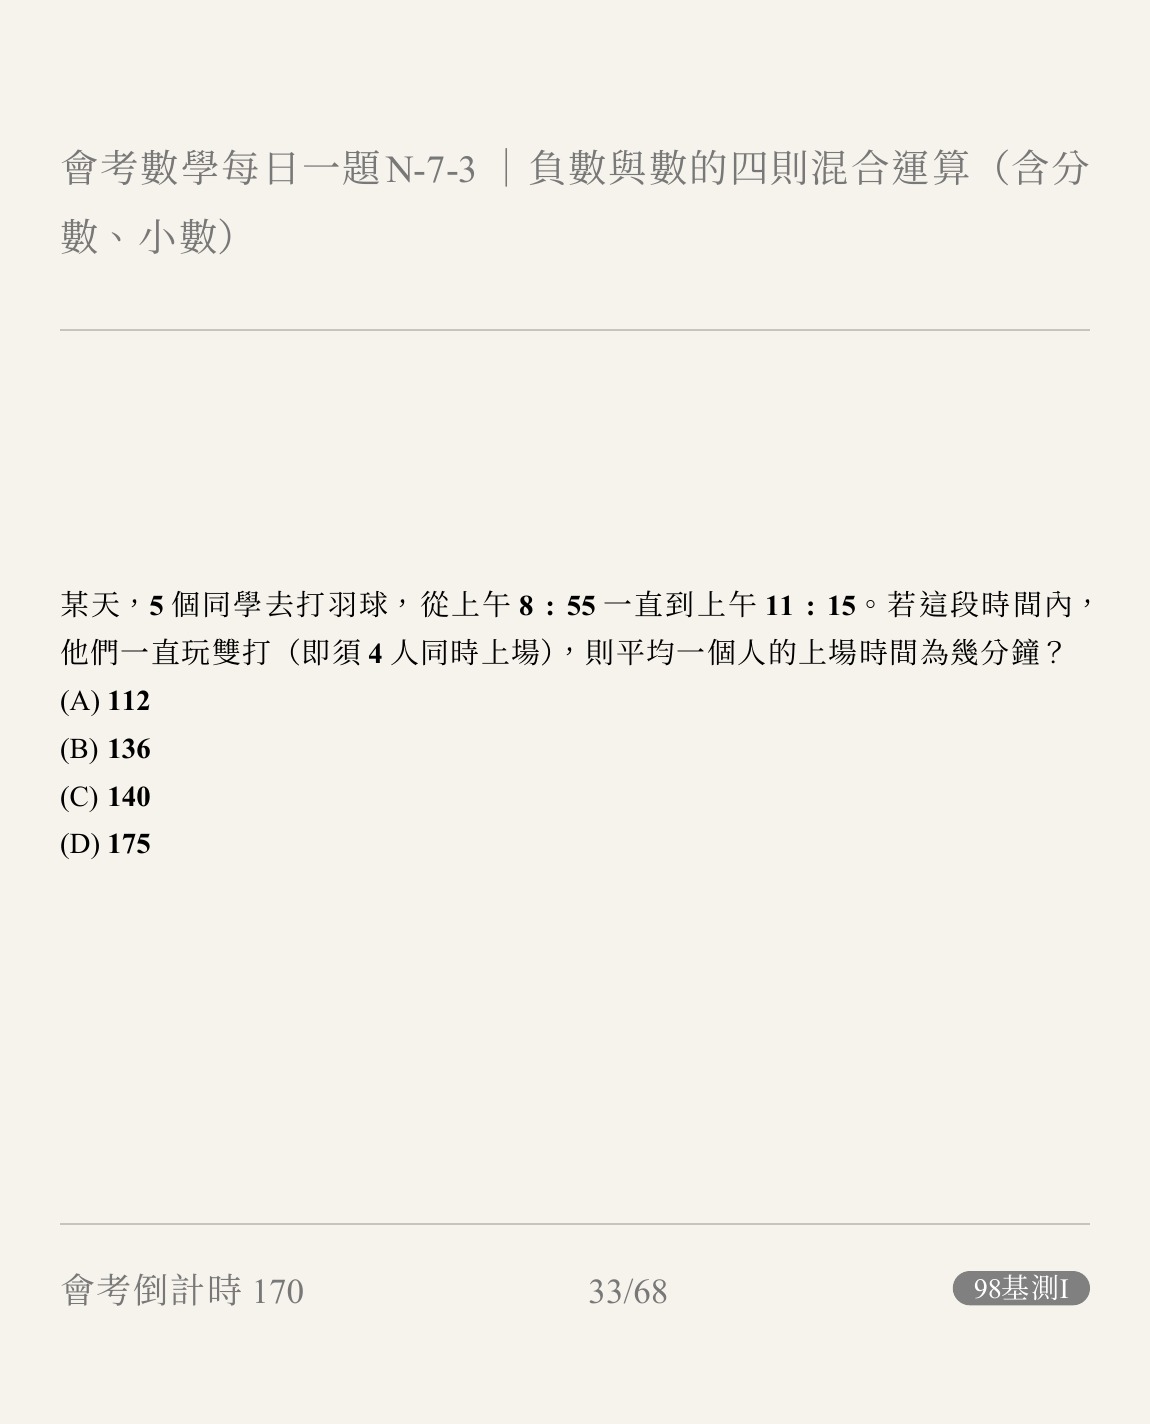 會考數學每日一題N-7-3 ｜負數與數的四則混合運算（含分
數、小數）
某天，5 個同學去打羽球，從上午 8：55 一直到上午 11：15。若這段時間內，
他們一直玩雙打（即須 4 人同時上場），則平均一個人的上場時間為幾分鐘？
(A) 112
(B) 136
(C) 140
(D) 175
會考倒計時 170
33/68
98基測I